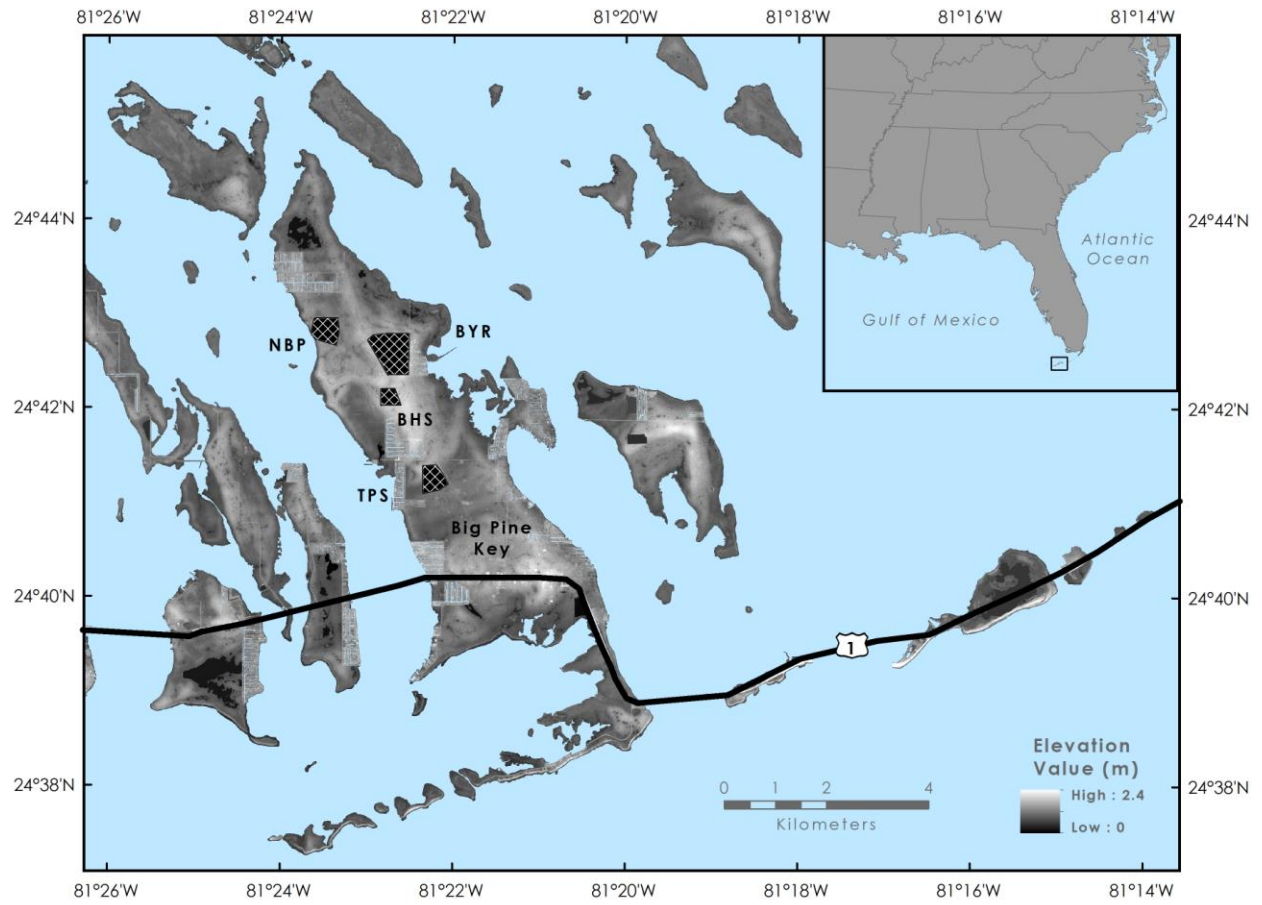 81°26'W 81°24'W 81°22'W 81°20'W 81°18'W 81°16'W 81°14'W
24°44'N
24°44'N
Atlantic
Ocean
Gulf of Mexico
NBP
BYR
24°42'N
24°42'N
BHS
TPS
Big Pine
Key
24°40'N
24°40'N
1
Elevation
Value (m)
High : 2.4
Low : 0
24°38'N
24°38'N
0 1 2 4
Kilometers
81°26'W 81°24'W 81°22'W 81°20'W 81°18'W 81°16'W 81°14'W